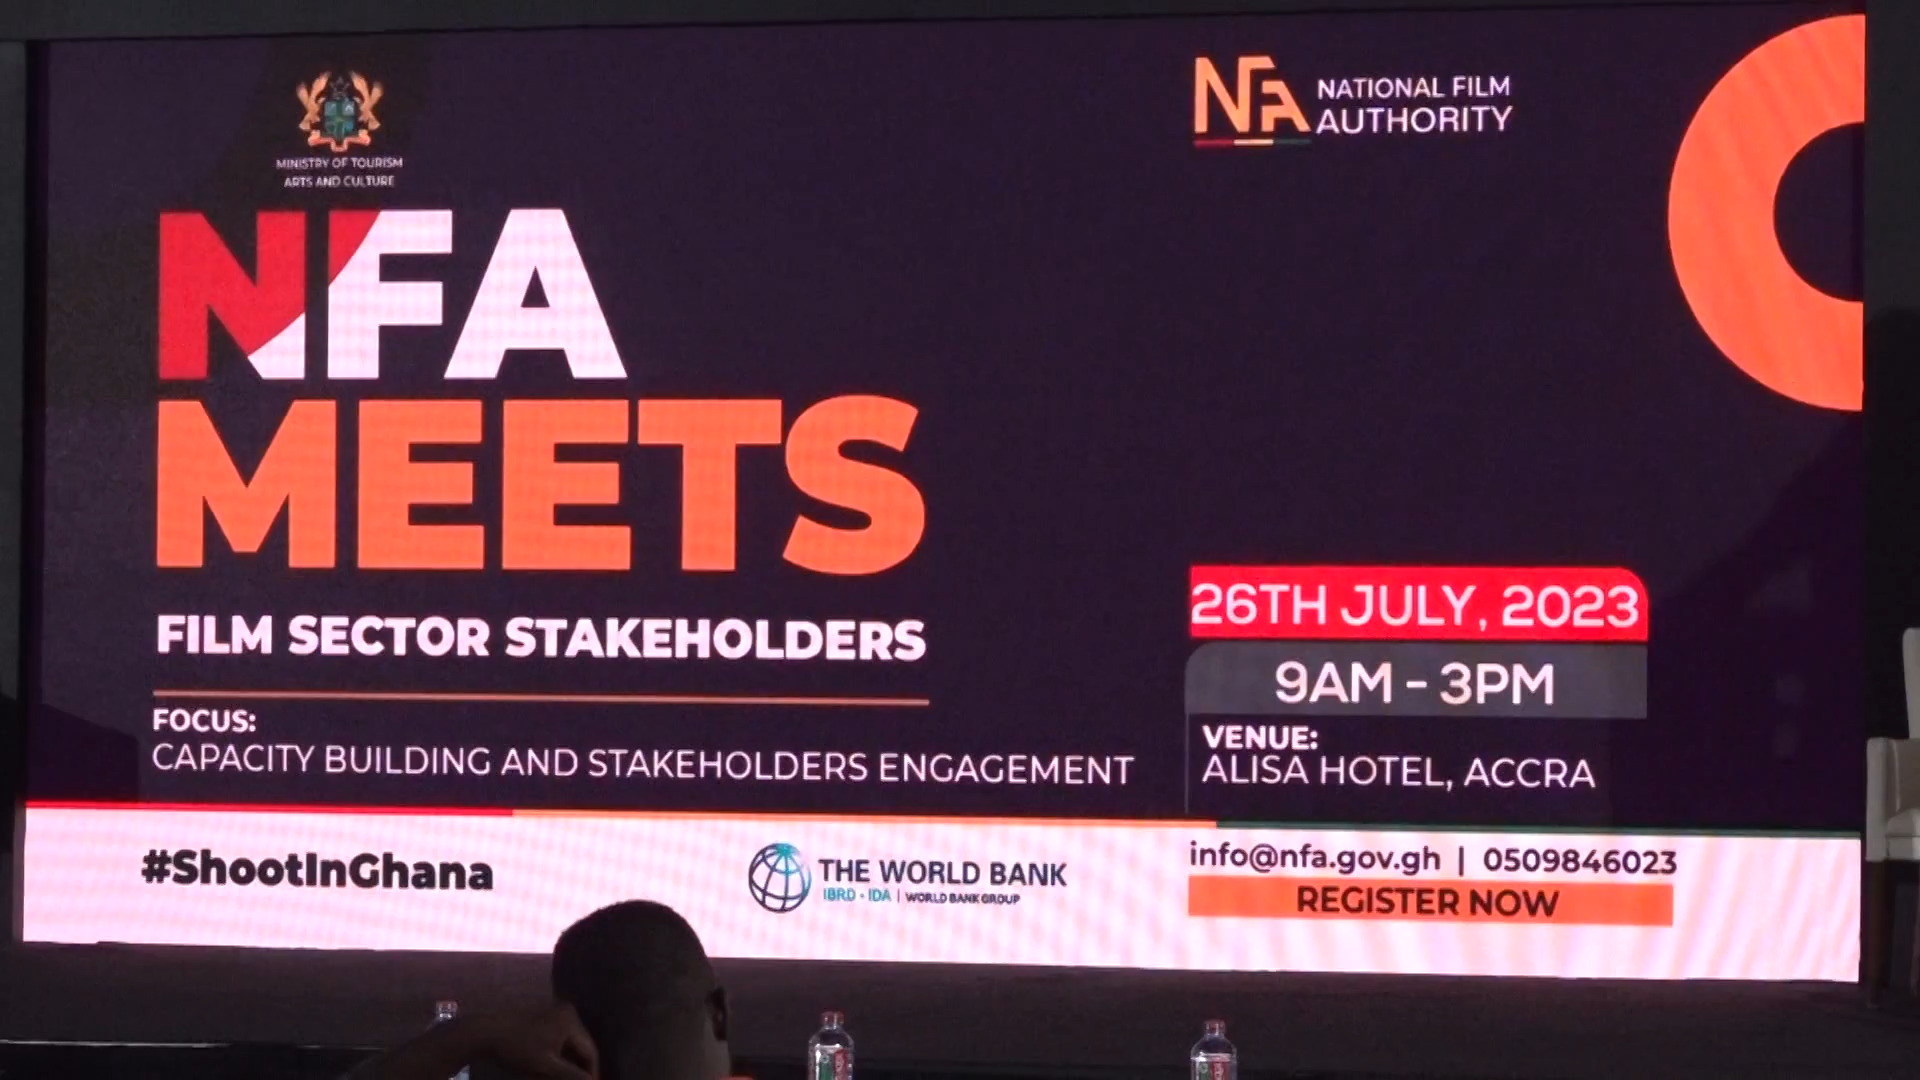 MINISTRY OF TOURISM
ARTS AND CULTURE
NFA
NATIONAL FILM
AUTHORITY
NFA
MEETS
FILM SECTOR STAKEHOLDERS
FOCUS:
CAPACITY BUILDING AND STAKEHOLDERS ENGAGEMENT
26TH JULY, 2023
9AM - 3PM
VENUE:
ALISA HOTEL, ACCRA
#ShootInGhana
THE WORLD BANK
IBRD - IDA | WORLD BANK GROUP
info@nfa.gov.gh | 0509846023
REGISTER NOW